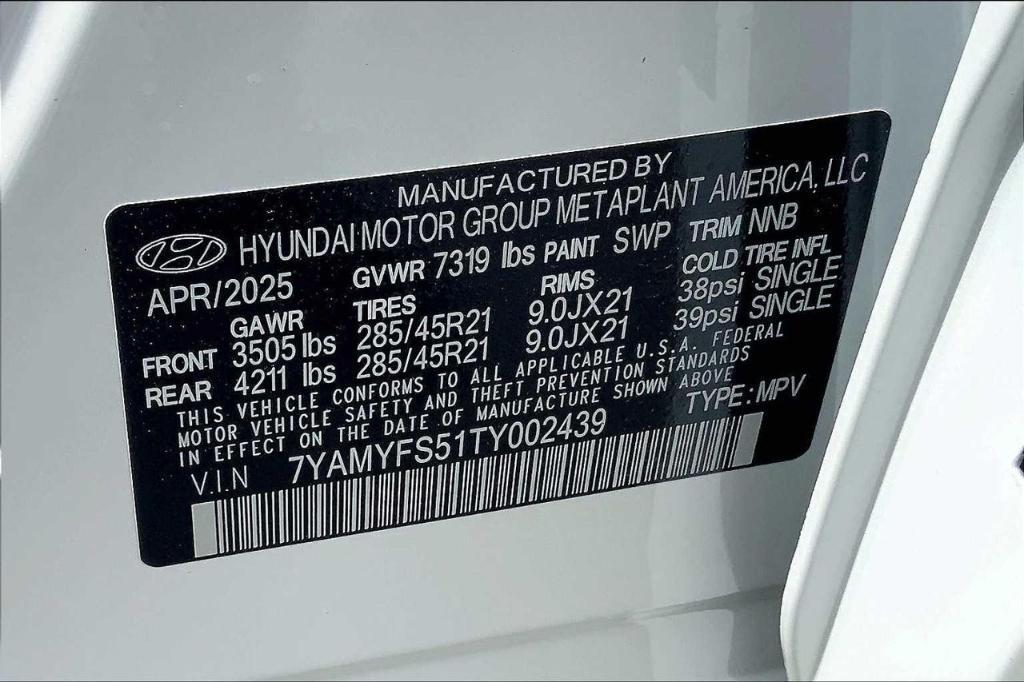 MANUFACTURED BY
HYUNDAI MOTOR GROUP METAPLANT AMERICA, LLC
APR/2025 GVWR 7319 lbs PAINT SWP TRIM NNB
GAWR TIRES RIMS COLD TIRE INFL
FRONT 3505 lbs 285/45R21 9.0JX21 38psi SINGLE
REAR 4211 lbs 285/45R21 9.0JX21 39psi SINGLE
THIS VEHICLE CONFORMS TO ALL APPLICABLE U.S.A. FEDERAL
MOTOR VEHICLE SAFETY AND THEFT PREVENTION STANDARDS
IN EFFECT ON THE DATE OF MANUFACTURE SHOWN ABOVE
V.I.N 7YAMYFS51TY002439 TYPE:MPV